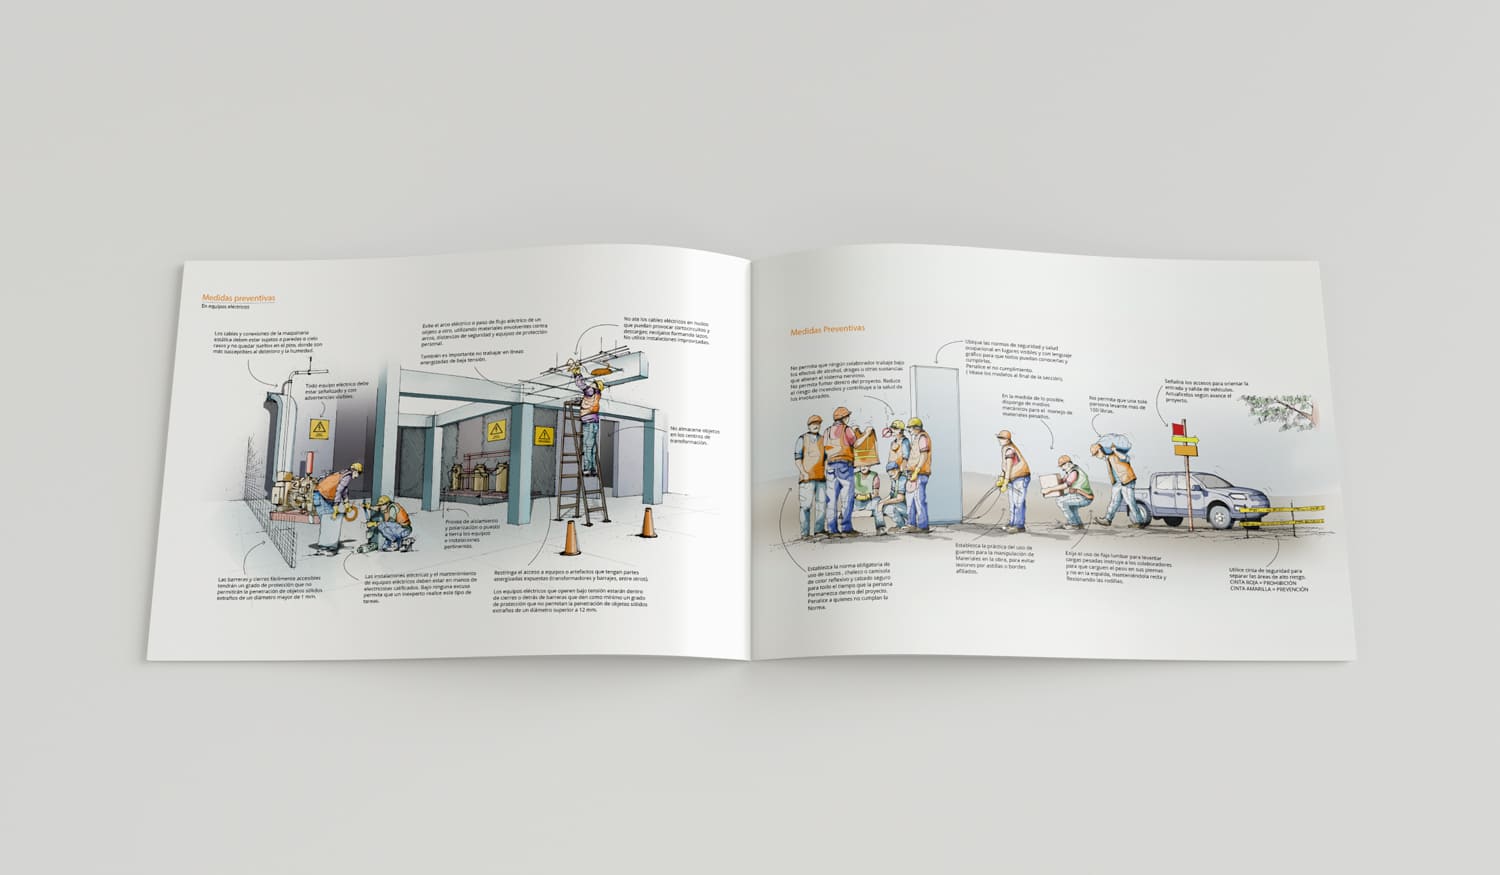 Medidas preventivas
En equipos eléctricos
Los cables y conexiones de la maquinaria
estática deben estar sujetos a paredes o cielo
rasos y no quedar sueltos en el piso, donde son
más susceptibles al deterioro y la humedad.
Todo equipo eléctrico debe
estar señalizado y con
advertencias visibles.
Evite el arco eléctrico o paso de flujo eléctrico de un
objeto a otro, utilizando materiales envolventes contra
arcos, distancias de seguridad y equipos de protección
personal.
También es importante no trabajar en líneas
energizadas de baja tensión.
No ate los cables eléctricos en nudos
que puedan provocar cortocircuitos y
descargas; recójalos formando lazos.
No utilice instalaciones improvisadas.
No almacene objetos
en los centros de
transformación.
Provea de aislamiento
y polarización o puesto
a tierra los equipos
e instalaciones
pertinentes.
Las barreras y cierres fácilmente accesibles
tendrán un grado de protección que no
permitirán la penetración de objetos sólidos
extraños de un diámetro mayor de 1 mm.
Las instalaciones eléctricas y el mantenimiento
de equipos eléctricos deben estar en manos de
electricistas calificados. Bajo ninguna excusa
permita que un inexperto realice este tipo de
tareas.
Restrinja el acceso a equipos o artefactos que tengan partes
energizadas expuestas (transformadores y barrajes, entre otros).
Los equipos eléctricos que operen bajo tensión estarán dentro
de cierres o detrás de barreras que den como mínimo un grado
de protección que no permitan la penetración de objetos sólidos
extraños de un diámetro superior a 12 mm.
Medidas Preventivas
No permita que ningún colaborador trabaje bajo
los efectos de alcohol, drogas u otras sustancias
que alteren el sistema nervioso.
No permita fumar dentro del proyecto. Reduce
el riesgo de incendios y contribuye a la salud de
los involucrados.
Ubique las normas de seguridad y salud
ocupacional en lugares visibles y con lenguaje
gráfico para que todos puedan conocerlas y
cumplirlas.
Penalice el no cumplimiento.
( Véase los modelos al final de la sección).
En la medida de lo posible,
disponga de medios
mecánicos para el manejo de
materiales pesados.
No permita que una sola
persona levante más de
100 libras.
Señalice los accesos para orientar la
entrada y salida de vehículos.
Actualícelos según avance el
proyecto.
Establezca la norma obligatoria de
uso de cascos , chaleco o camisola
de color reflexivo y calzado seguro
para todo el tiempo que la persona
Permanezca dentro del proyecto.
Penalice a quienes no cumplan la
Norma.
Establezca la práctica del uso de
guantes para la manipulación de
Materiales en la obra, para evitar
lesiones por astillas o bordes
afilados.
Exija el uso de faja lumbar para levantar
cargas pesadas instruya a los colaboradores
para que carguen el peso en sus piernas
y no en la espalda, manteniéndola recta y
flexionando las rodillas.
Utilice cinta de seguridad para
separar las áreas de alto riesgo.
CINTA ROJA = PROHIBICIÓN
CINTA AMARILLA = PREVENCIÓN